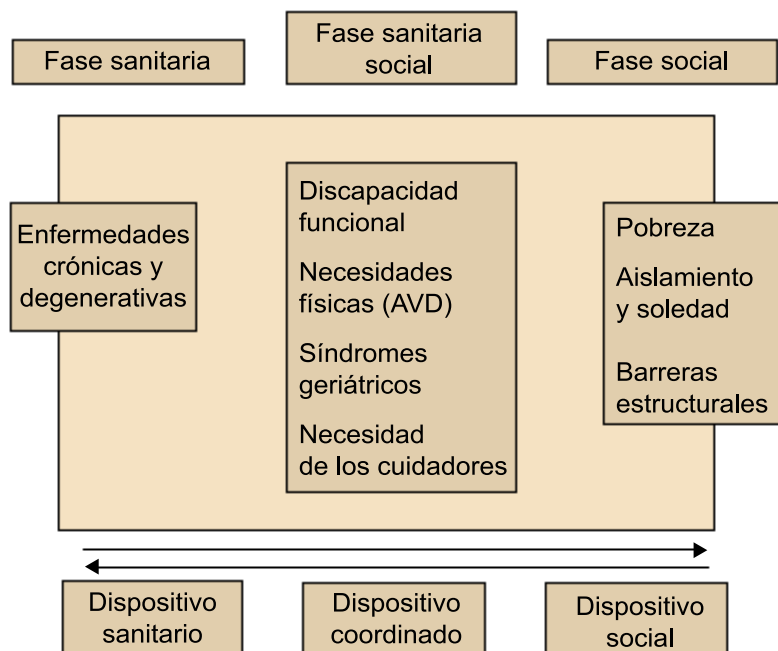 Fase sanitaria
Fase sanitaria
social
Fase social
Enfermedades
crónicas y
degenerativas
Discapacidad
funcional
Necesidades
físicas (AVD)
Síndromes
geriátricos
Necesidad
de los cuidadores
Pobreza
Aislamiento
y soledad
Barreras
estructurales
Dispositivo
sanitario
Dispositivo
coordinado
Dispositivo
social